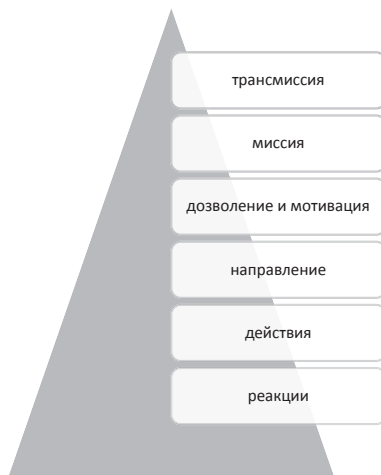 трансмиссия
миссия
дозволение и мотивация
направление
действия
реакции